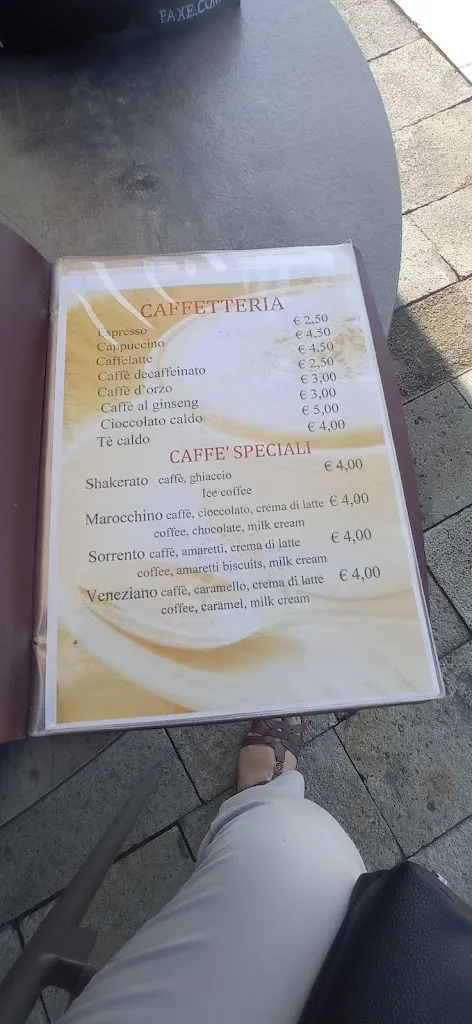 FAXE.COM
CAFFETTERIA
Espresso € 2,50
Cappuccino € 4,50
Caffelatte € 4,50
Caffè decaffeinato € 2,50
Caffè d'orzo € 3,00
Caffè al ginseng € 3,00
Cioccolato caldo € 5,00
Tè caldo € 4,00
CAFFE' SPECIALI
Shakerato caffè, ghiaccio € 4,00
Ice coffee
Marocchino caffè, cioccolato, crema di latte € 4,00
coffee, chocolate, milk cream
Sorrento caffè, amaretti, crema di latte € 4,00
coffee, amaretti biscuits, milk cream
Veneziano caffè, caramello, crema di latte € 4,00
coffee, caramel, milk cream